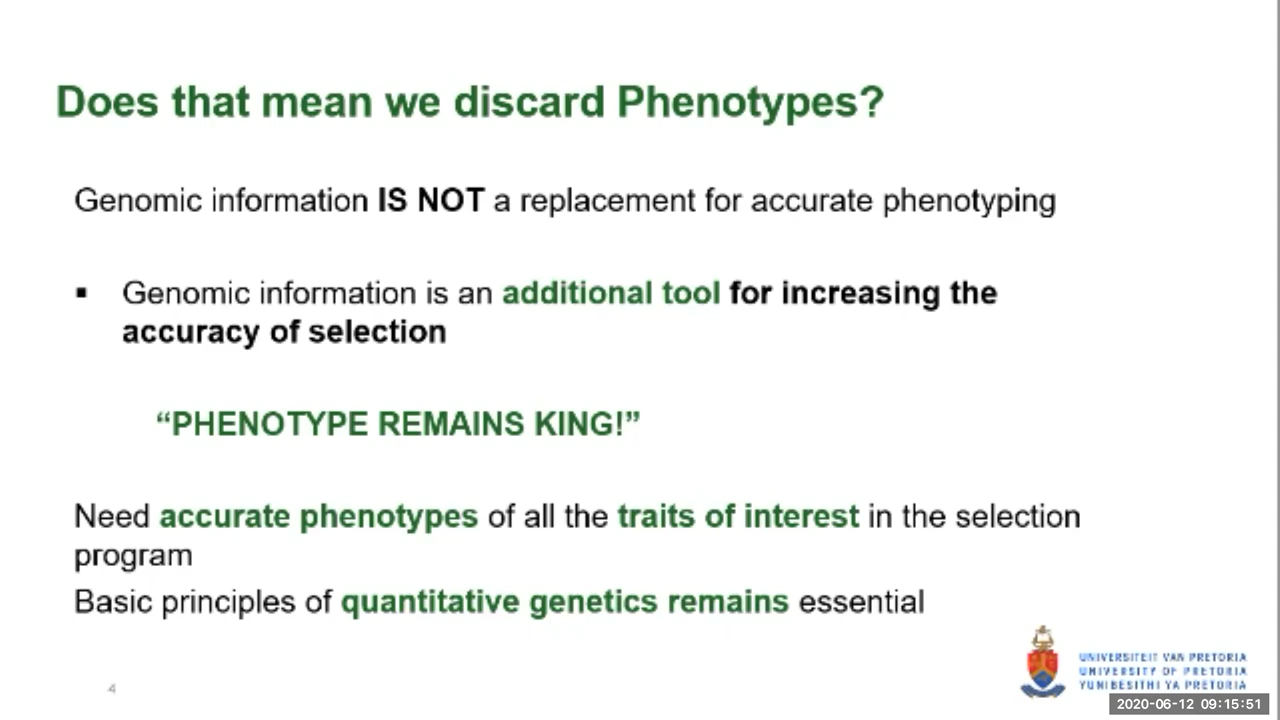 Does that mean we discard Phenotypes?
Genomic information IS NOT a replacement for accurate phenotyping
▪ Genomic information is an additional tool for increasing the
accuracy of selection
“PHENOTYPE REMAINS KING!”
Need accurate phenotypes of all the traits of interest in the selection
program
Basic principles of quantitative genetics remains essential
4
UNIVERSITEIT VAN PRETORIA
UNIVERSITY OF PRETORIA
YUNIBESITHI YA PRETORIA
2020-06-12 09:15:51